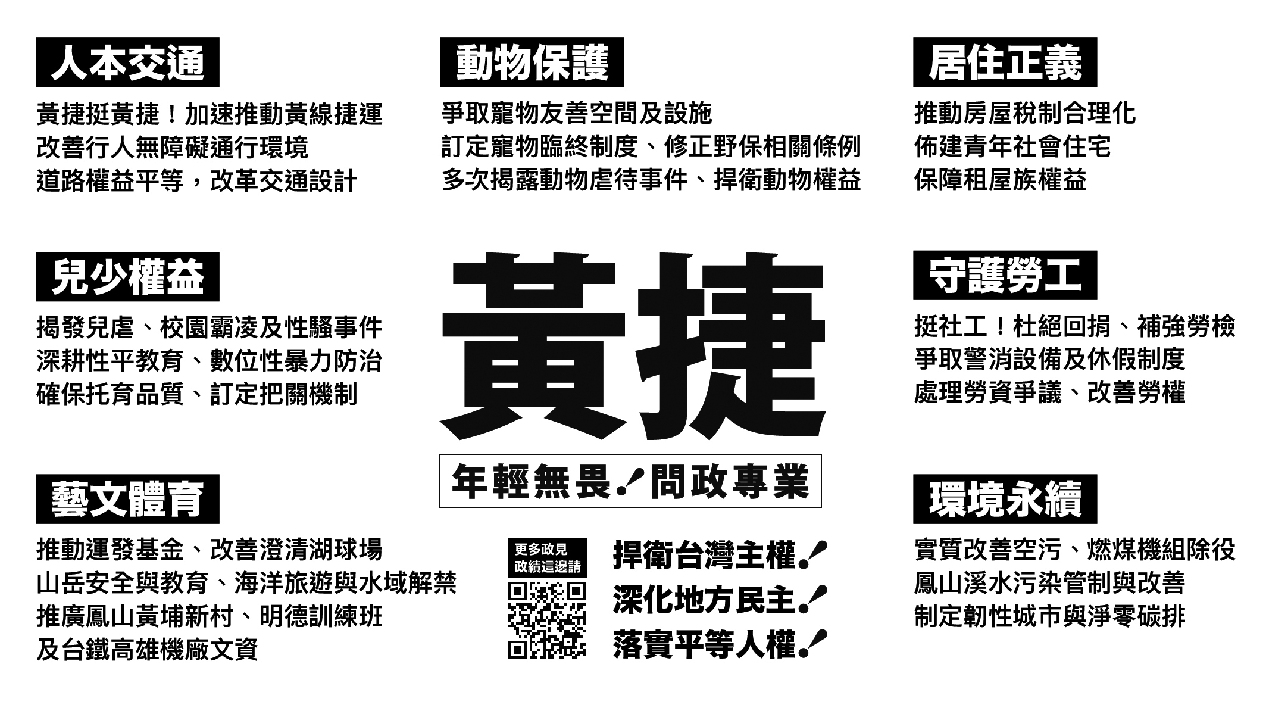 人本交通
黃捷挺黃捷！加速推動黃線捷運
改善行人無障礙通行環境
道路權益平等，改革交通設計
動物保護
爭取寵物友善空間及設施
訂定寵物臨終制度、修正野保相關條例
多次揭露動物虐待事件、捍衛動物權益
居住正義
推動房屋稅制合理化
佈建青年社會住宅
保障租屋族權益
兒少權益
揭發兒虐、校園霸凌及性騷事件
深耕性平教育、數位性暴力防治
確保托育品質、訂定把關機制
黃捷
年輕無畏！問政專業
守護勞工
挺社工！杜絕回捐、補強勞檢
爭取警消設備及休假制度
處理勞資爭議、改善勞權
藝文體育
推動運發基金、改善澄清湖球場
山岳安全與教育、海洋旅遊與水域解禁
推廣鳳山黃埔新村、明德訓練班
及台鐵高雄機廠文資
更多政見
政績這邊請
捍衛台灣主權！
深化地方民主！
落實平等人權！
環境永續
實質改善空污、燃煤機組除役
鳳山溪水污染管制與改善
制定韌性城市與淨零碳排